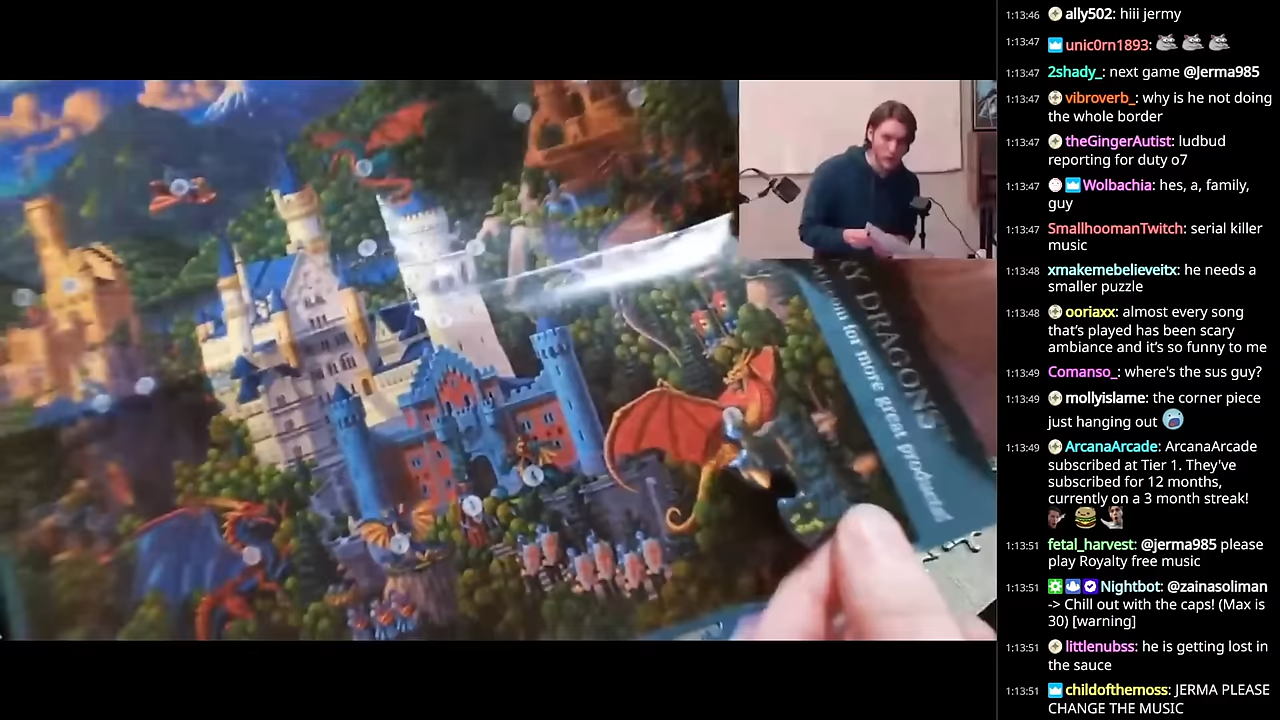 RY DRAGONS
.com for more great products!
1:13:46 ally502: hiii jermy
1:13:47 unic0rn1893:
1:13:47 2shady_: next game @Jerma985
1:13:47 vibroverb_: why is he not doing
the whole border
1:13:47 theGingerAutist: ludbud
reporting for duty o7
1:13:47 Wolbachia: hes, a, family,
guy
1:13:47 SmallhoomanTwitch: serial killer
music
1:13:48 xmakemebelieveitx: he needs a
smaller puzzle
1:13:48 ooriaxx: almost every song
that’s played has been scary
ambiance and it’s so funny to me
1:13:49 Comanso_: where's the sus guy?
1:13:49 mollyislame: the corner piece
just hanging out
1:13:49 ArcanaArcade: ArcanaArcade
subscribed at Tier 1. They've
subscribed for 12 months,
currently on a 3 month streak!
1:13:51 fetal_harvest: @jerma985 please
play Royalty free music
1:13:51 Nightbot: @zainasoliman
-> Chill out with the caps! (Max is
30) [warning]
1:13:51 littlenubss: he is getting lost in
the sauce
1:13:51 childofthemoss: JERMA PLEASE
CHANGE THE MUSIC